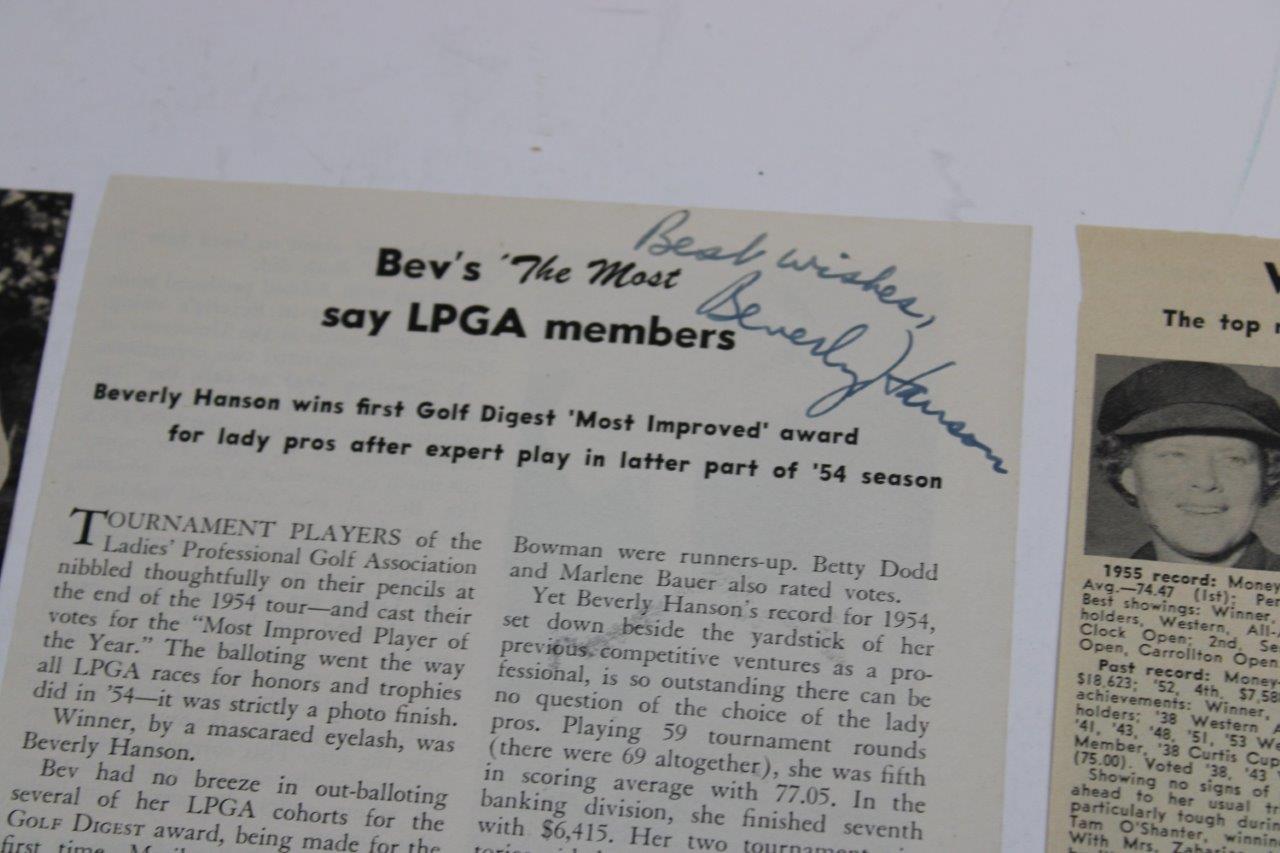 Best wishes,
Beverly Hanson
Bev's 'The Most
say LPGA members
Beverly Hanson wins first Golf Digest 'Most Improved' award
for lady pros after expert play in latter part of '54 season
TOURNAMENT PLAYERS of the
Ladies' Professional Golf Association
nibbled thoughtfully on their pencils at
the end of the 1954 tour—and cast their
votes for the "Most Improved Player of
the Year." The balloting went the way
all LPGA races for honors and trophies
did in '54—it was strictly a photo finish.
Winner, by a mascaraed eyelash, was
Beverly Hanson.
Bev had no breeze in out-balloting
several of her LPGA cohorts for the
GOLF DIGEST award, being made for the
first time.
Bowman were runners-up. Betty Dodd
and Marlene Bauer also rated votes.
Yet Beverly Hanson's record for 1954,
set down beside the yardstick of her
previous competitive ventures as a pro-
fessional, is so outstanding there can be
no question of the choice of the lady
pros. Playing 59 tournament rounds
(there were 69 altogether), she was fifth
in scoring average with 77.05. In the
banking division, she finished seventh
with $6,415. Her two
The top
1955 record: Money
Avg.—74.47 (1st);
Best showings: Winner,
holders, Western, All-
Clock Open; 2nd,
Open, Carrollton Open
Past record: Money-
$18,623; '52, 4th,
achievements: Winner,
holders; '38 Western
'41, '43, '48, '51, '53
Member, '38 Curtis Cup
(75.00). Voted '38, '43
Showing no signs of
ahead to her usual
particularly tough
Tam O'Shanter,
With Mrs.